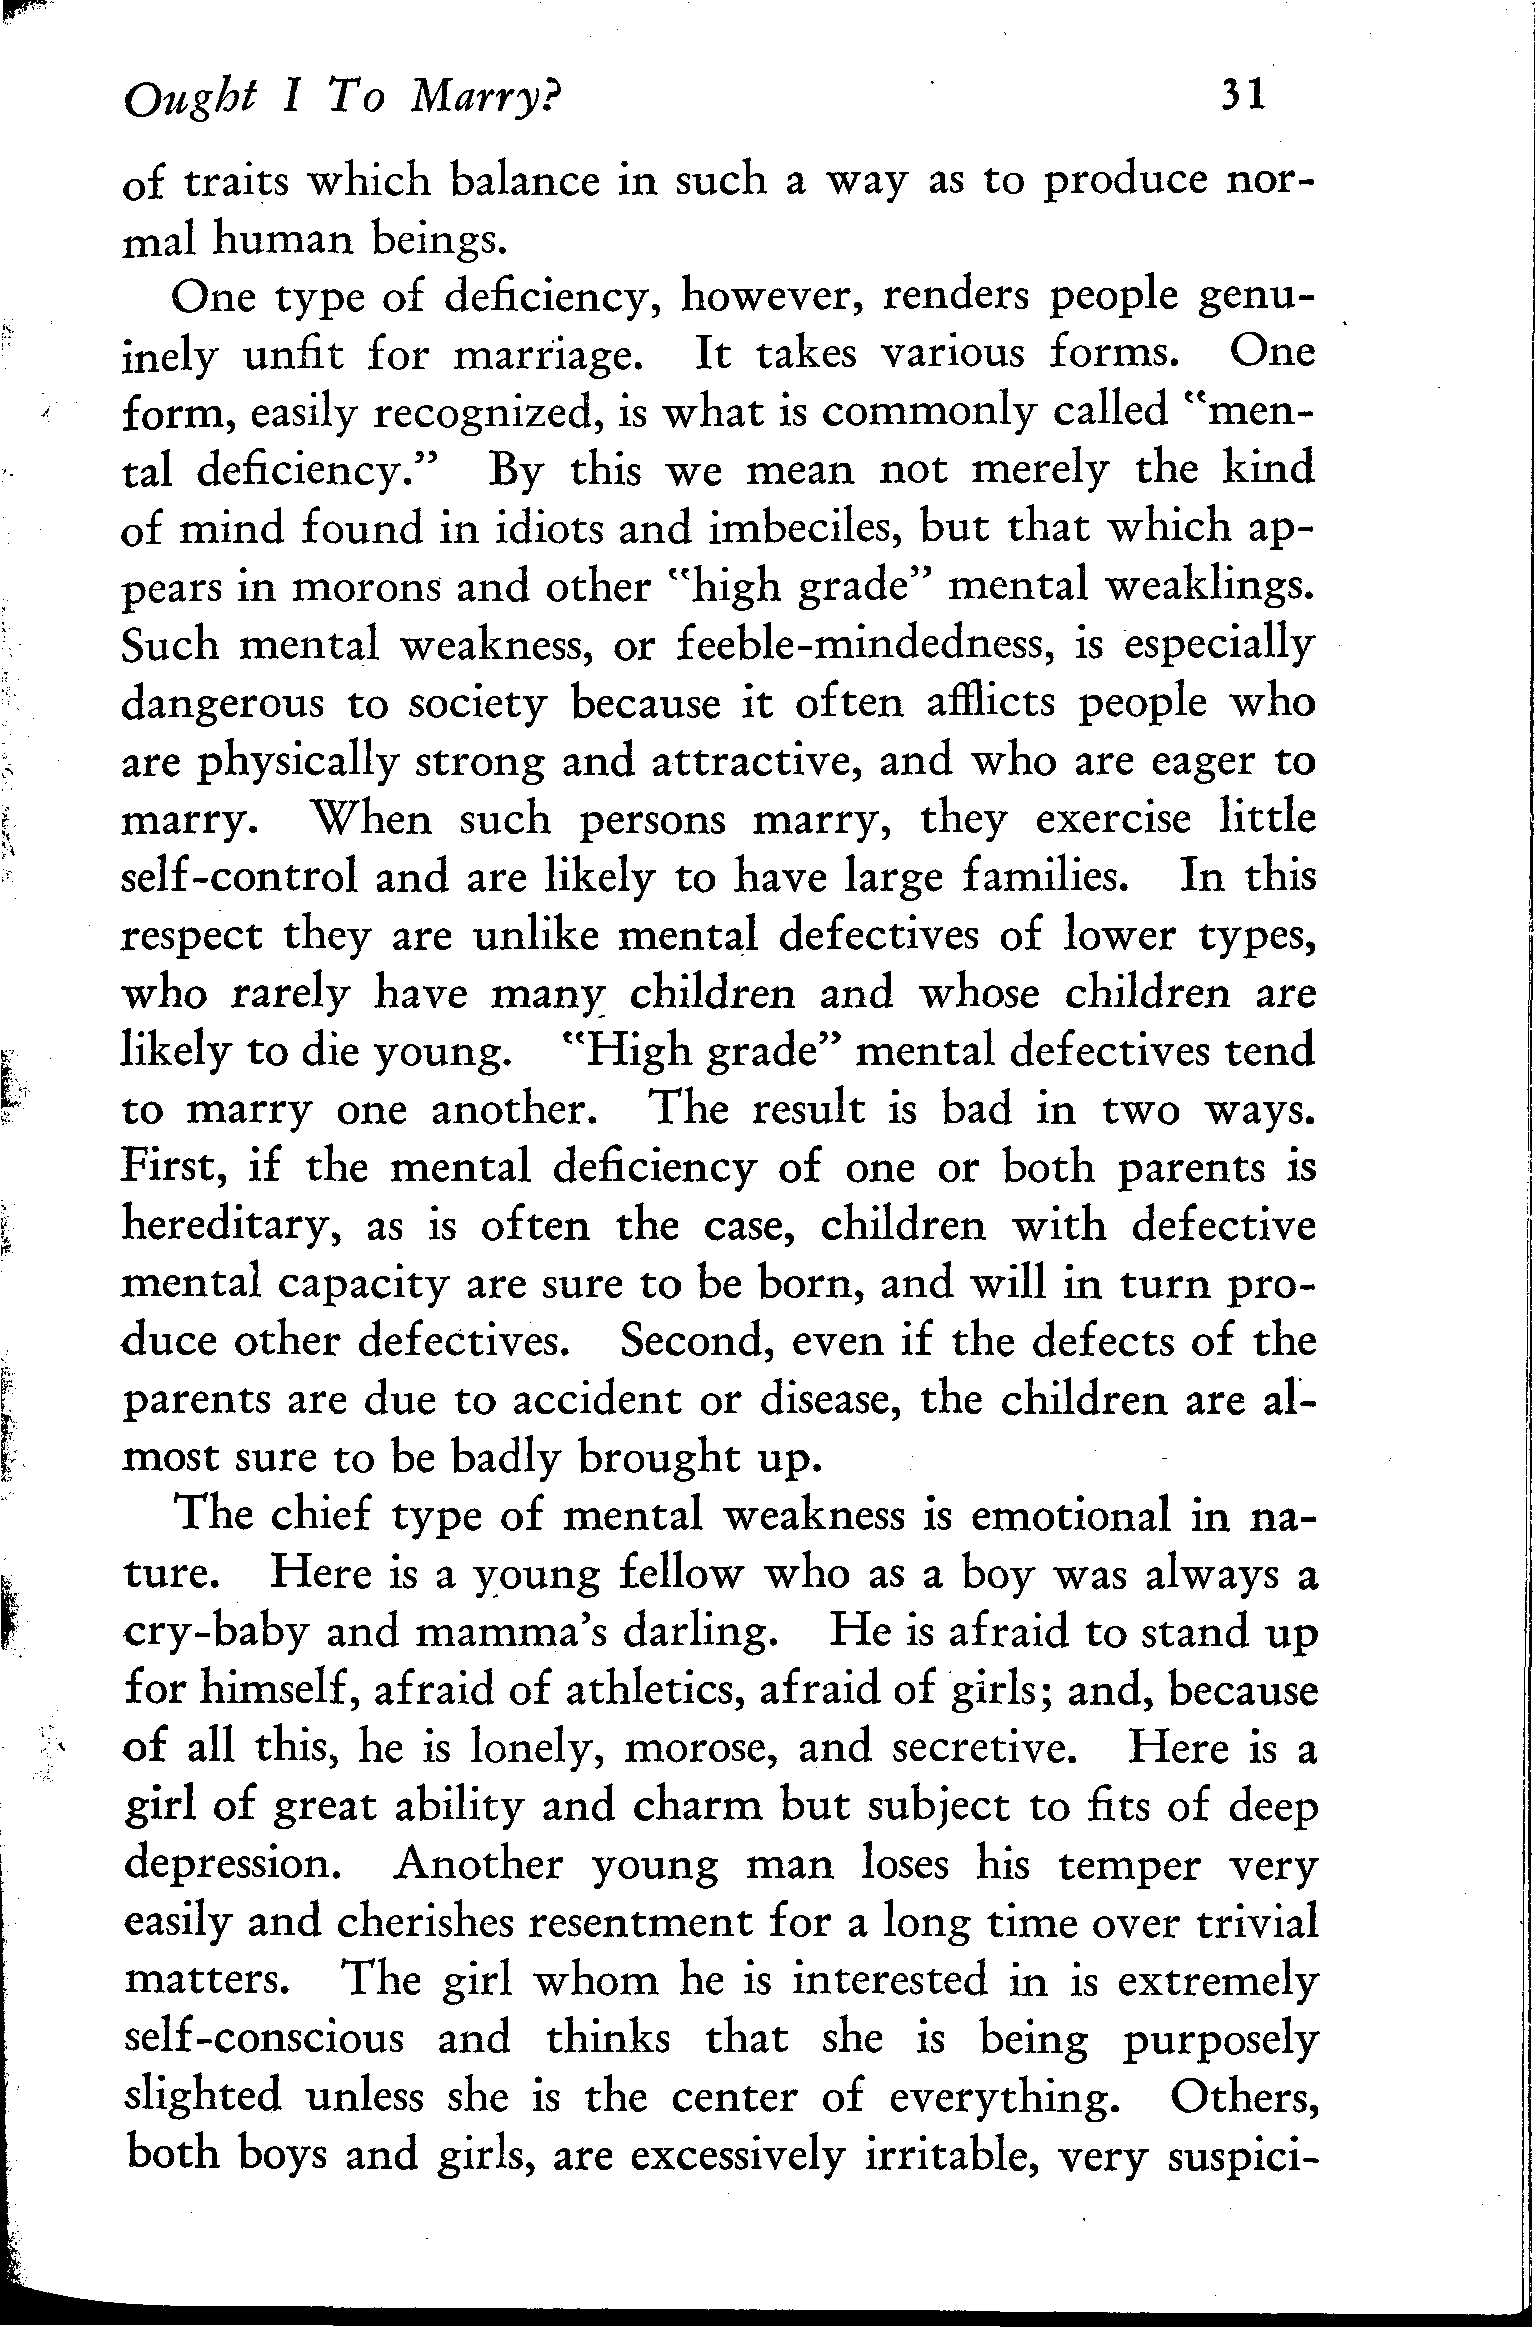 Ought I To Marry? 31
of traits which balance in such a way as to produce nor-
mal human beings.
One type of deficiency, however, renders people genu-
inely unfit for marriage. It takes various forms. One
form, easily recognized, is what is commonly called "men-
tal deficiency." By this we mean not merely the kind
of mind found in idiots and imbeciles, but that which ap-
pears in morons and other "high grade" mental weaklings.
Such mental weakness, or feeble-mindedness, is especially
dangerous to society because it often afflicts people who
are physically strong and attractive, and who are eager to
marry. When such persons marry, they exercise little
self-control and are likely to have large families. In this
respect they are unlike mental defectives of lower types,
who rarely have many children and whose children are
likely to die young. "High grade" mental defectives tend
to marry one another. The result is bad in two ways.
First, if the mental deficiency of one or both parents is
hereditary, as is often the case, children with defective
mental capacity are sure to be born, and will in turn pro-
duce other defectives. Second, even if the defects of the
parents are due to accident or disease, the children are al-
most sure to be badly brought up.
The chief type of mental weakness is emotional in na-
ture. Here is a young fellow who as a boy was always a
cry-baby and mamma's darling. He is afraid to stand up
for himself, afraid of athletics, afraid of girls; and, because
of all this, he is lonely, morose, and secretive. Here is a
girl of great ability and charm but subject to fits of deep
depression. Another young man loses his temper very
easily and cherishes resentment for a long time over trivial
matters. The girl whom he is interested in is extremely
self-conscious and thinks that she is being purposely
slighted unless she is the center of everything. Others,
both boys and girls, are excessively irritable, very suspici-